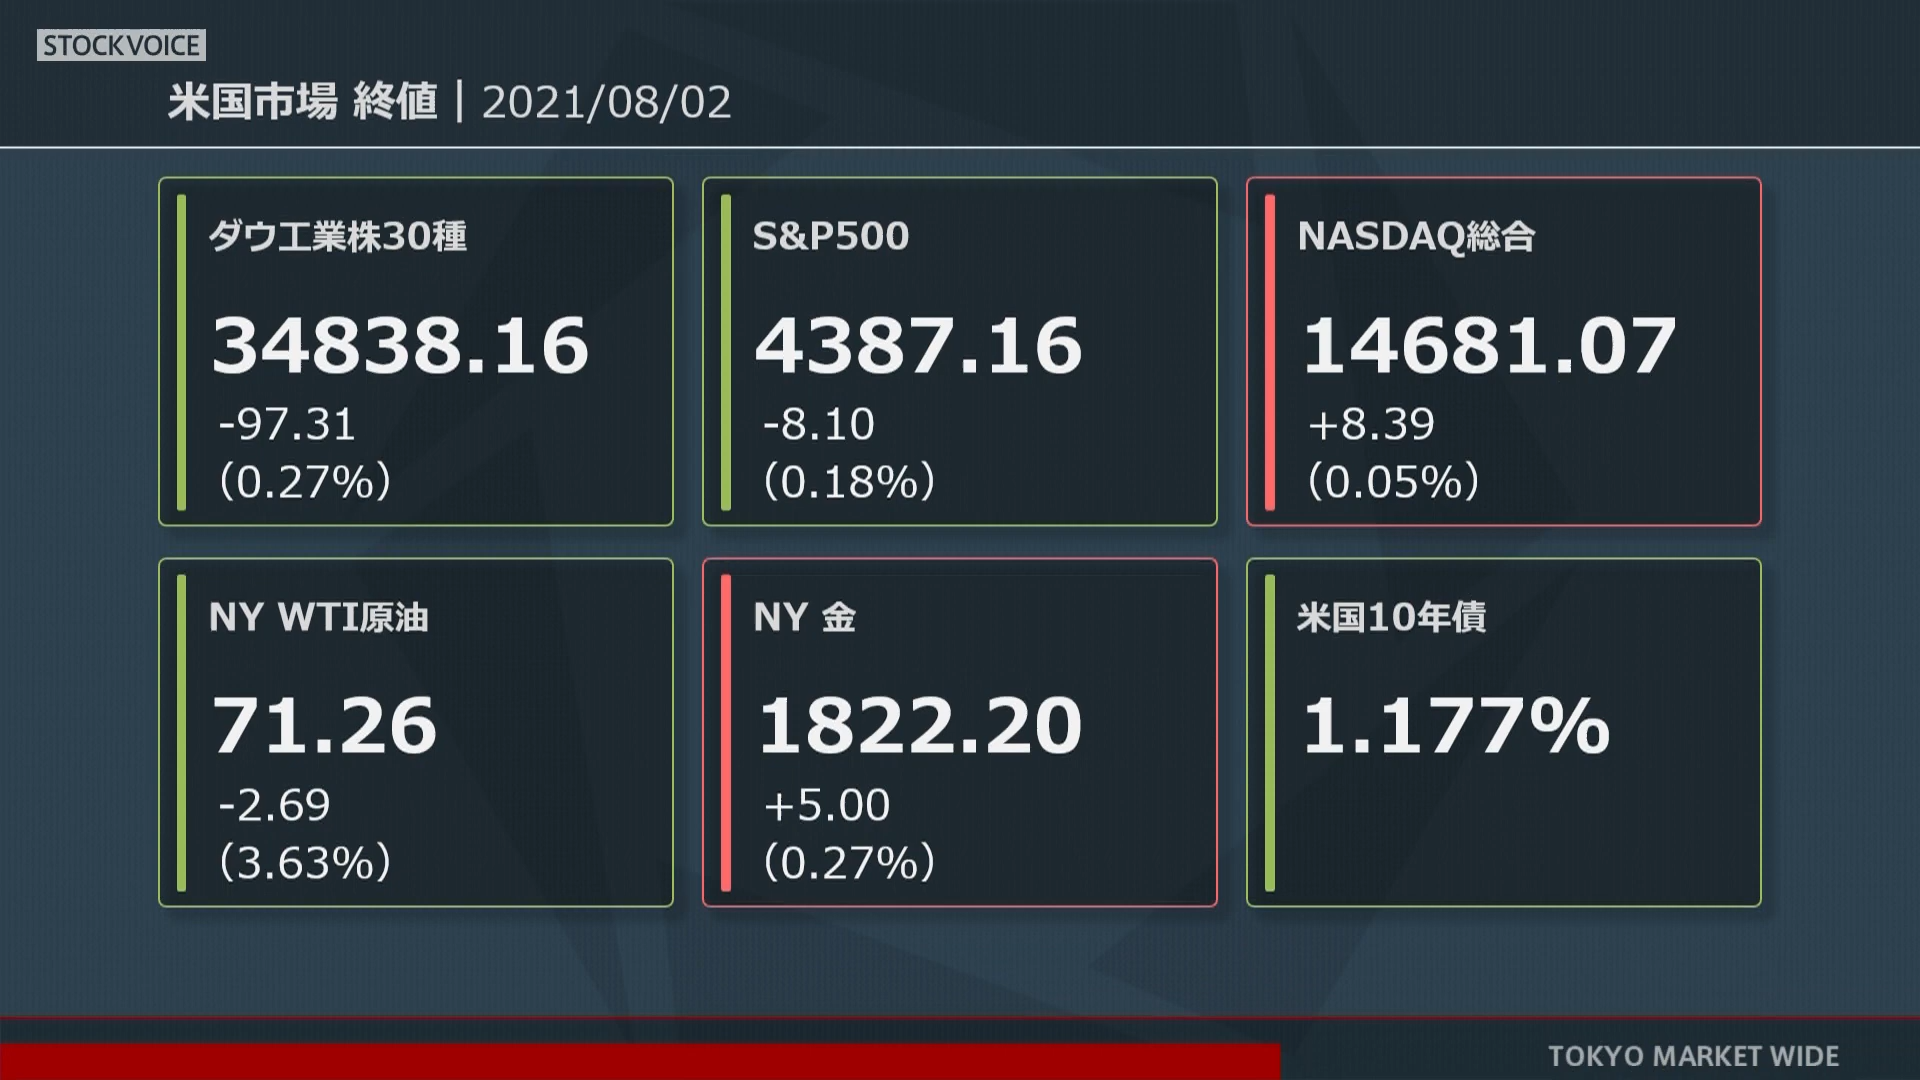 STOCKVOICE
米国市場 終値｜2021/08/02
ダウ工業株30種
34838.16
-97.31
(0.27%)
S&P500
4387.16
-8.10
(0.18%)
NASDAQ総合
14681.07
+8.39
(0.05%)
NY WTI原油
71.26
-2.69
(3.63%)
NY 金
1822.20
+5.00
(0.27%)
米国10年債
1.177%
TOKYO MARKET WIDE